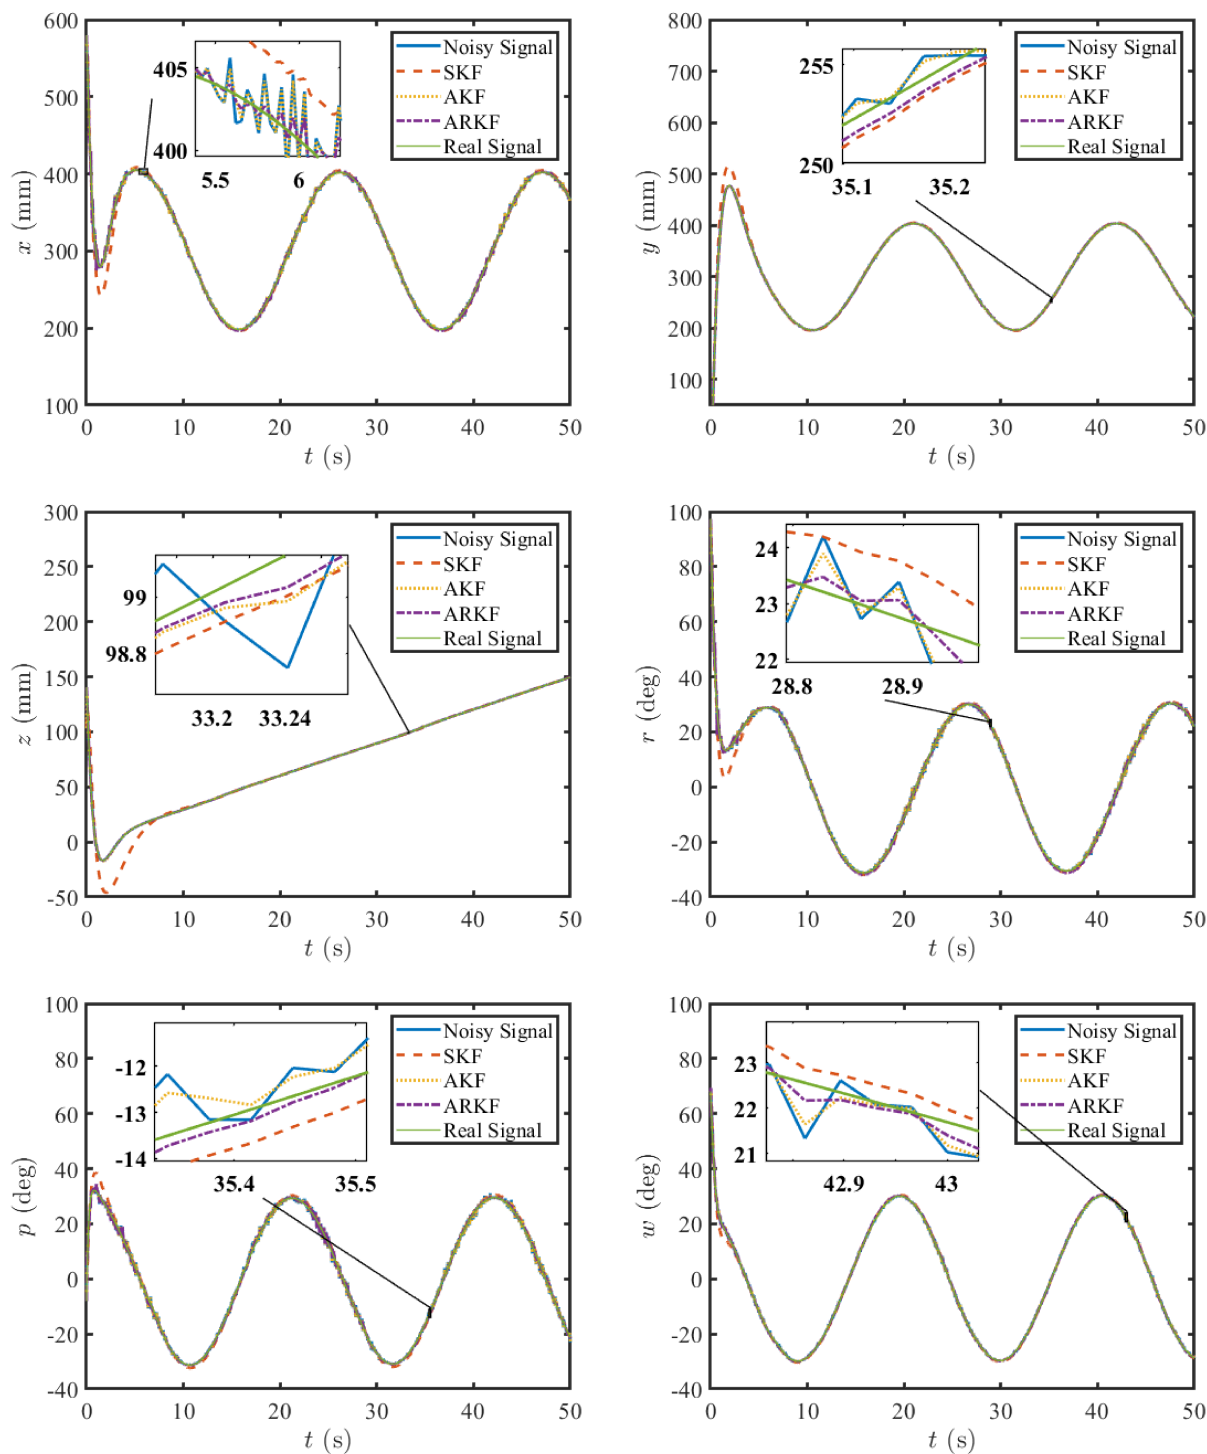 600
500
400
300
200
100
x (mm)
405
400
5.5 6
Noisy Signal
SKF
AKF
ARKF
Real Signal
0 10 20 30 40 50
t (s)
800
700
600
500
400
300
200
100
y (mm)
255
250
35.1 35.2
Noisy Signal
SKF
AKF
ARKF
Real Signal
0 10 20 30 40 50
t (s)
300
250
200
150
100
50
0
-50
z (mm)
99
98.8
33.2 33.24
Noisy Signal
SKF
AKF
ARKF
Real Signal
0 10 20 30 40 50
t (s)
100
80
60
40
20
0
-20
-40
r (deg)
24
23
22
28.8 28.9
Noisy Signal
SKF
AKF
ARKF
Real Signal
0 10 20 30 40 50
t (s)
100
80
60
40
20
0
-20
-40
p (deg)
-12
-13
-14
35.4 35.5
Noisy Signal
SKF
AKF
ARKF
Real Signal
0 10 20 30 40 50
t (s)
100
80
60
40
20
0
-20
-40
w (deg)
23
22
21
42.9 43
Noisy Signal
SKF
AKF
ARKF
Real Signal
0 10 20 30 40 50
t (s)